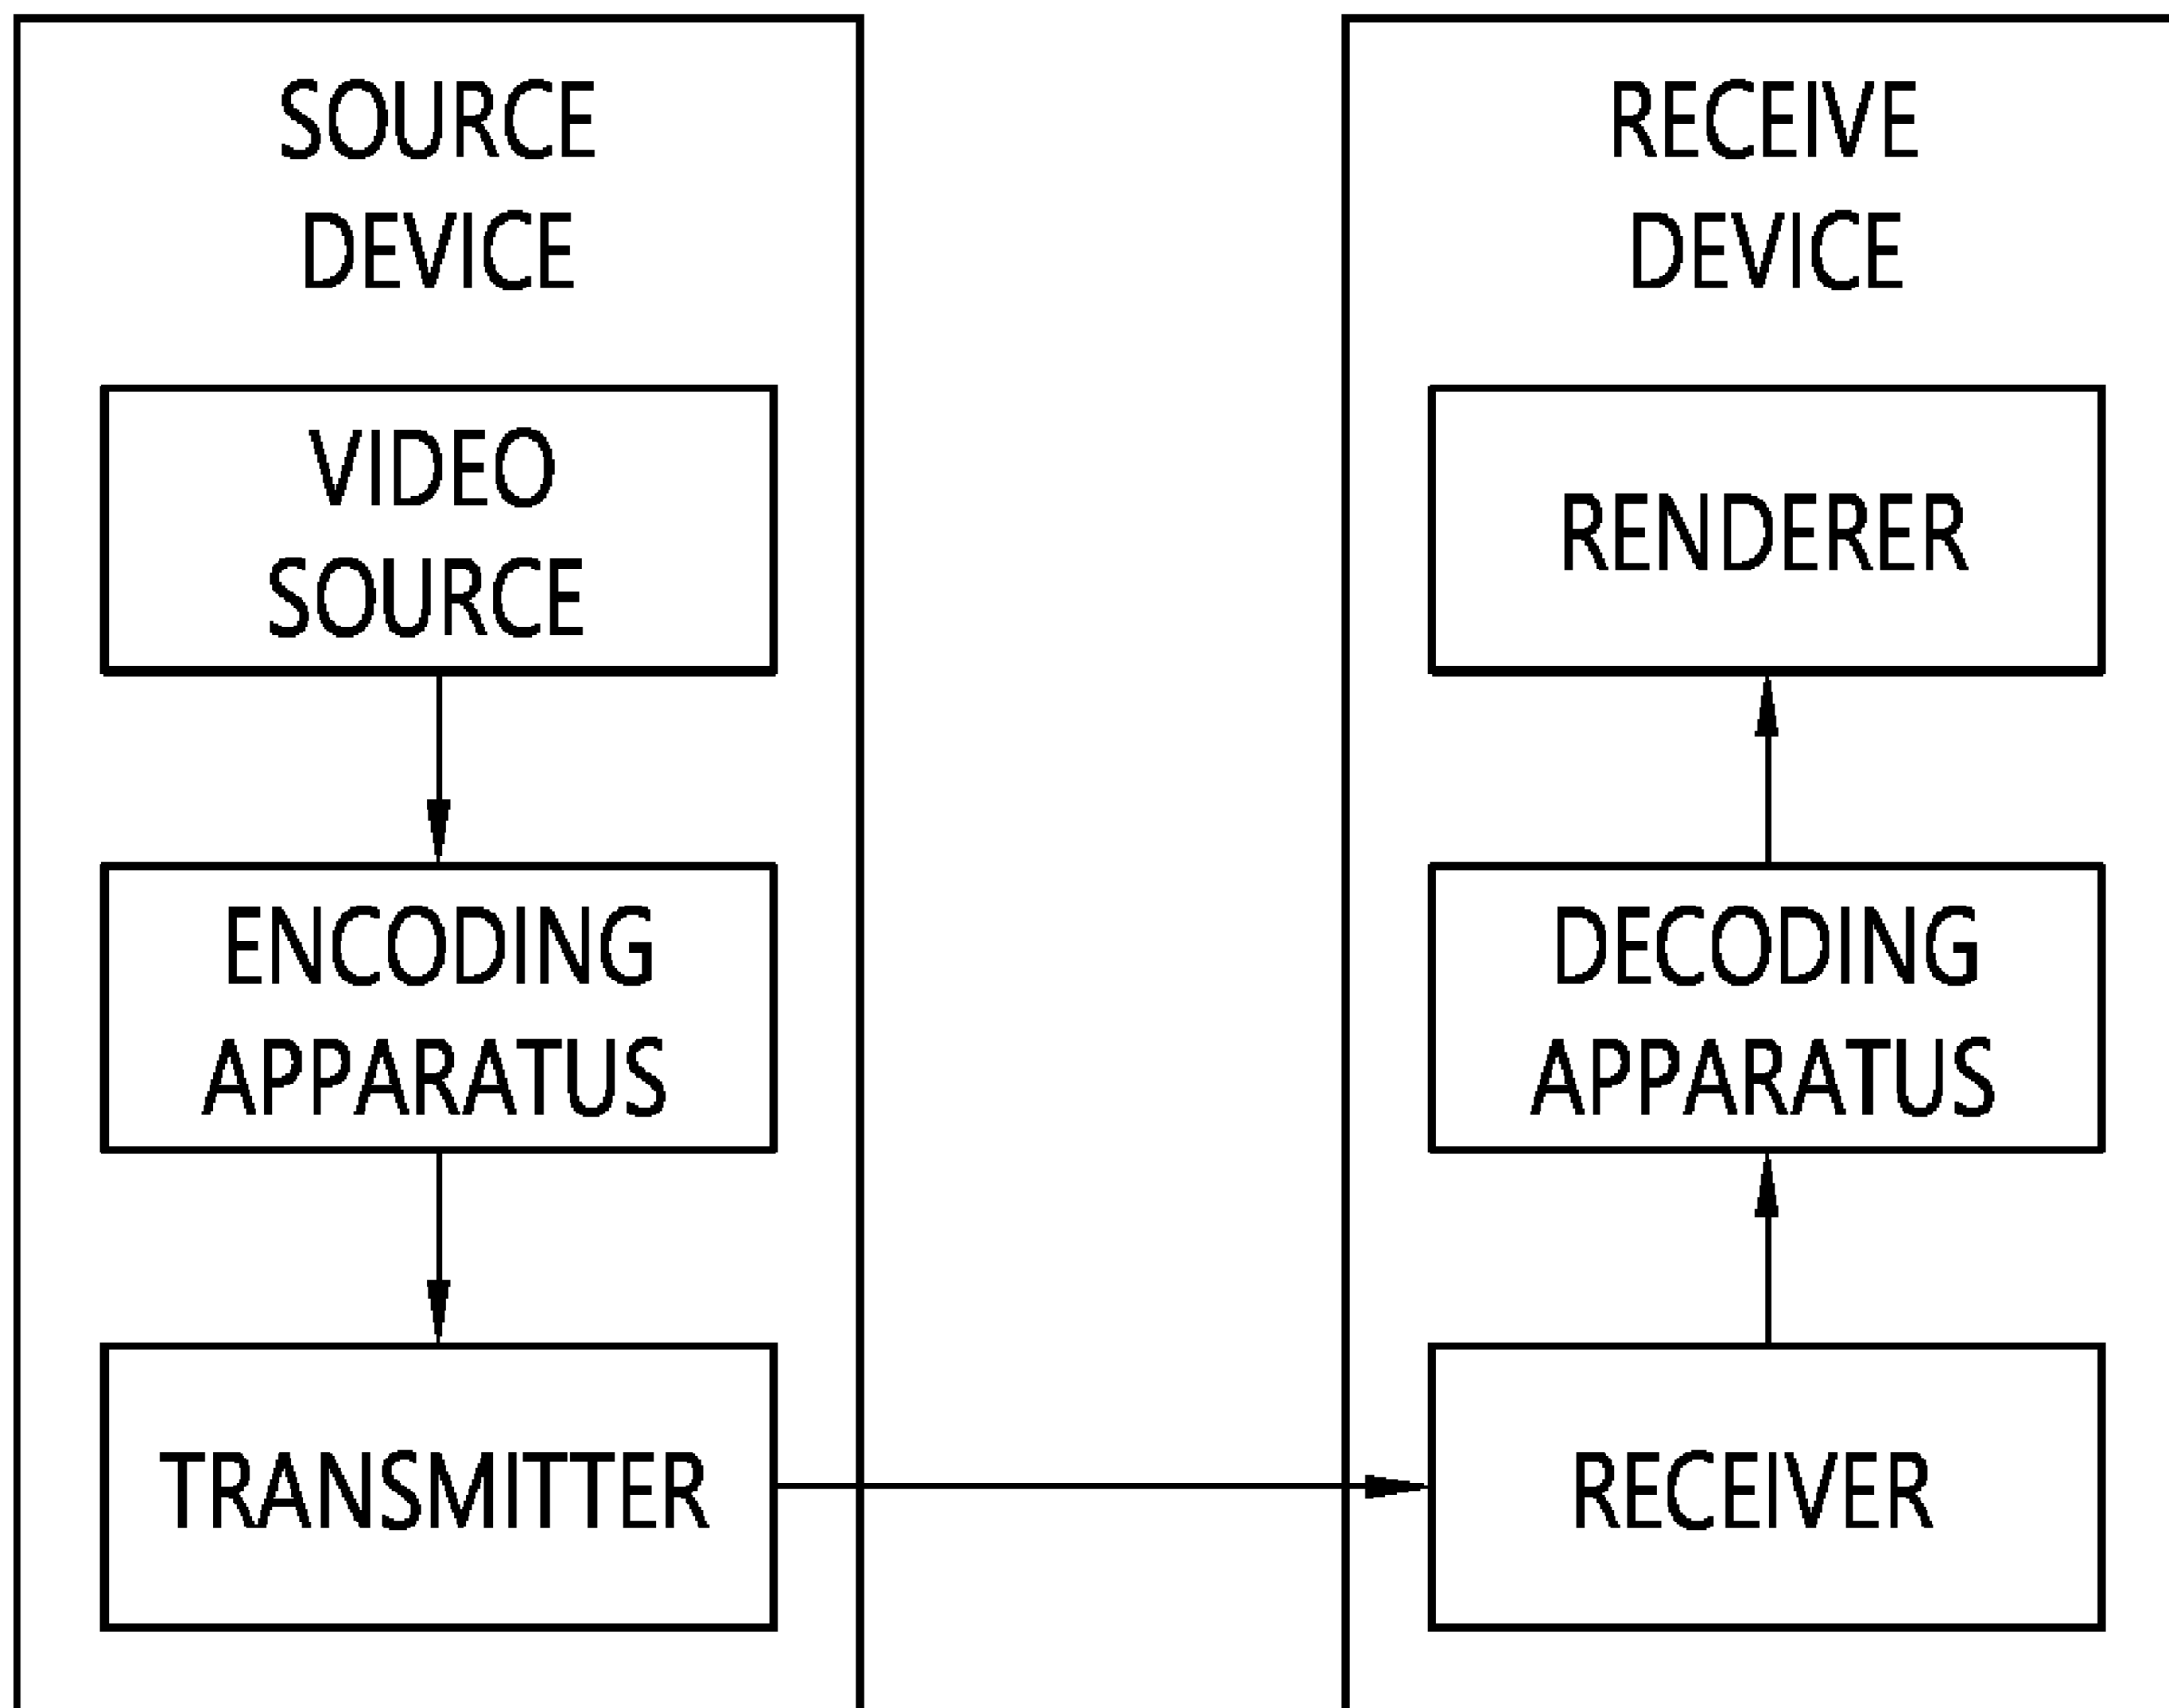 SOURCE
DEVICE
VIDEO
SOURCE
ENCODING
APPARATUS
TRANSMITTER
RECEIVE
DEVICE
RENDERER
DECODING
APPARATUS
RECEIVER